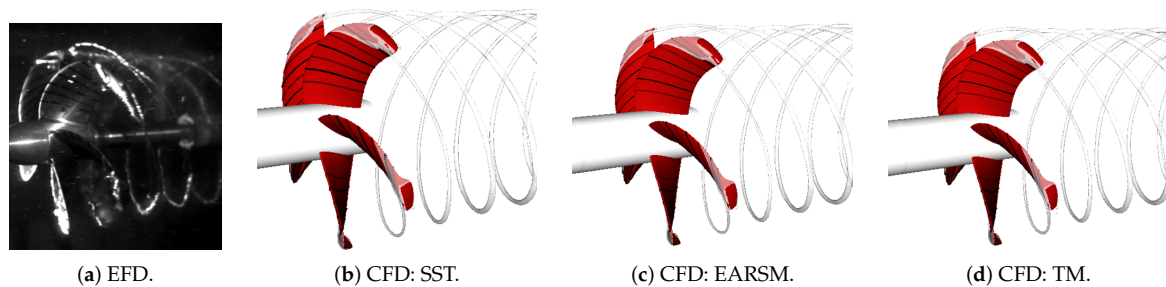 (a) EFD.
(b) CFD: SST.
(c) CFD: EARSM.
(d) CFD: TM.